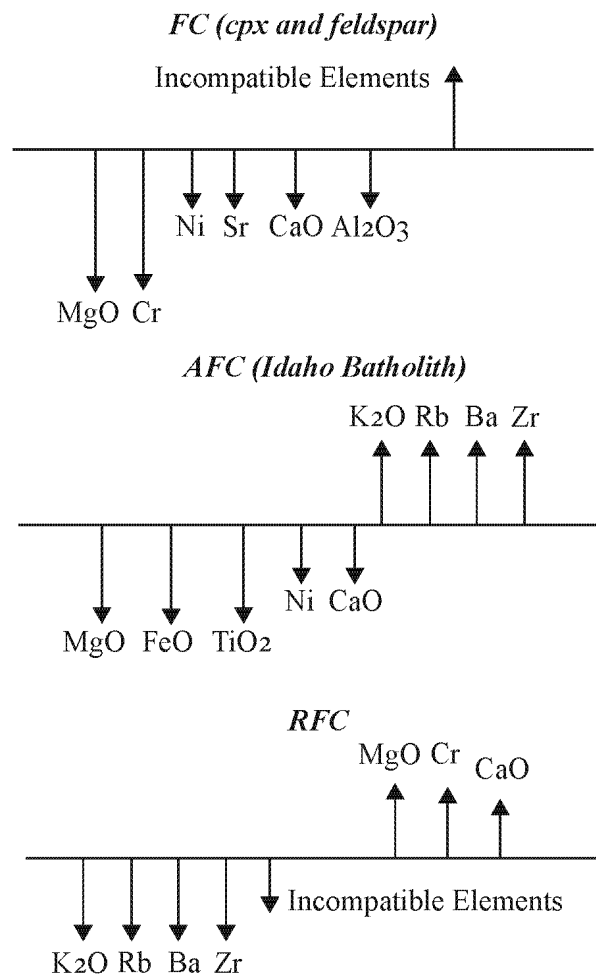 FC (cpx and feldspar)
Incompatible Elements
Ni Sr CaO Al2O3
MgO Cr
AFC (Idaho Batholith)
K2O Rb Ba Zr
Ni CaO
MgO FeO TiO2
RFC
MgO Cr CaO
Incompatible Elements
K2O Rb Ba Zr